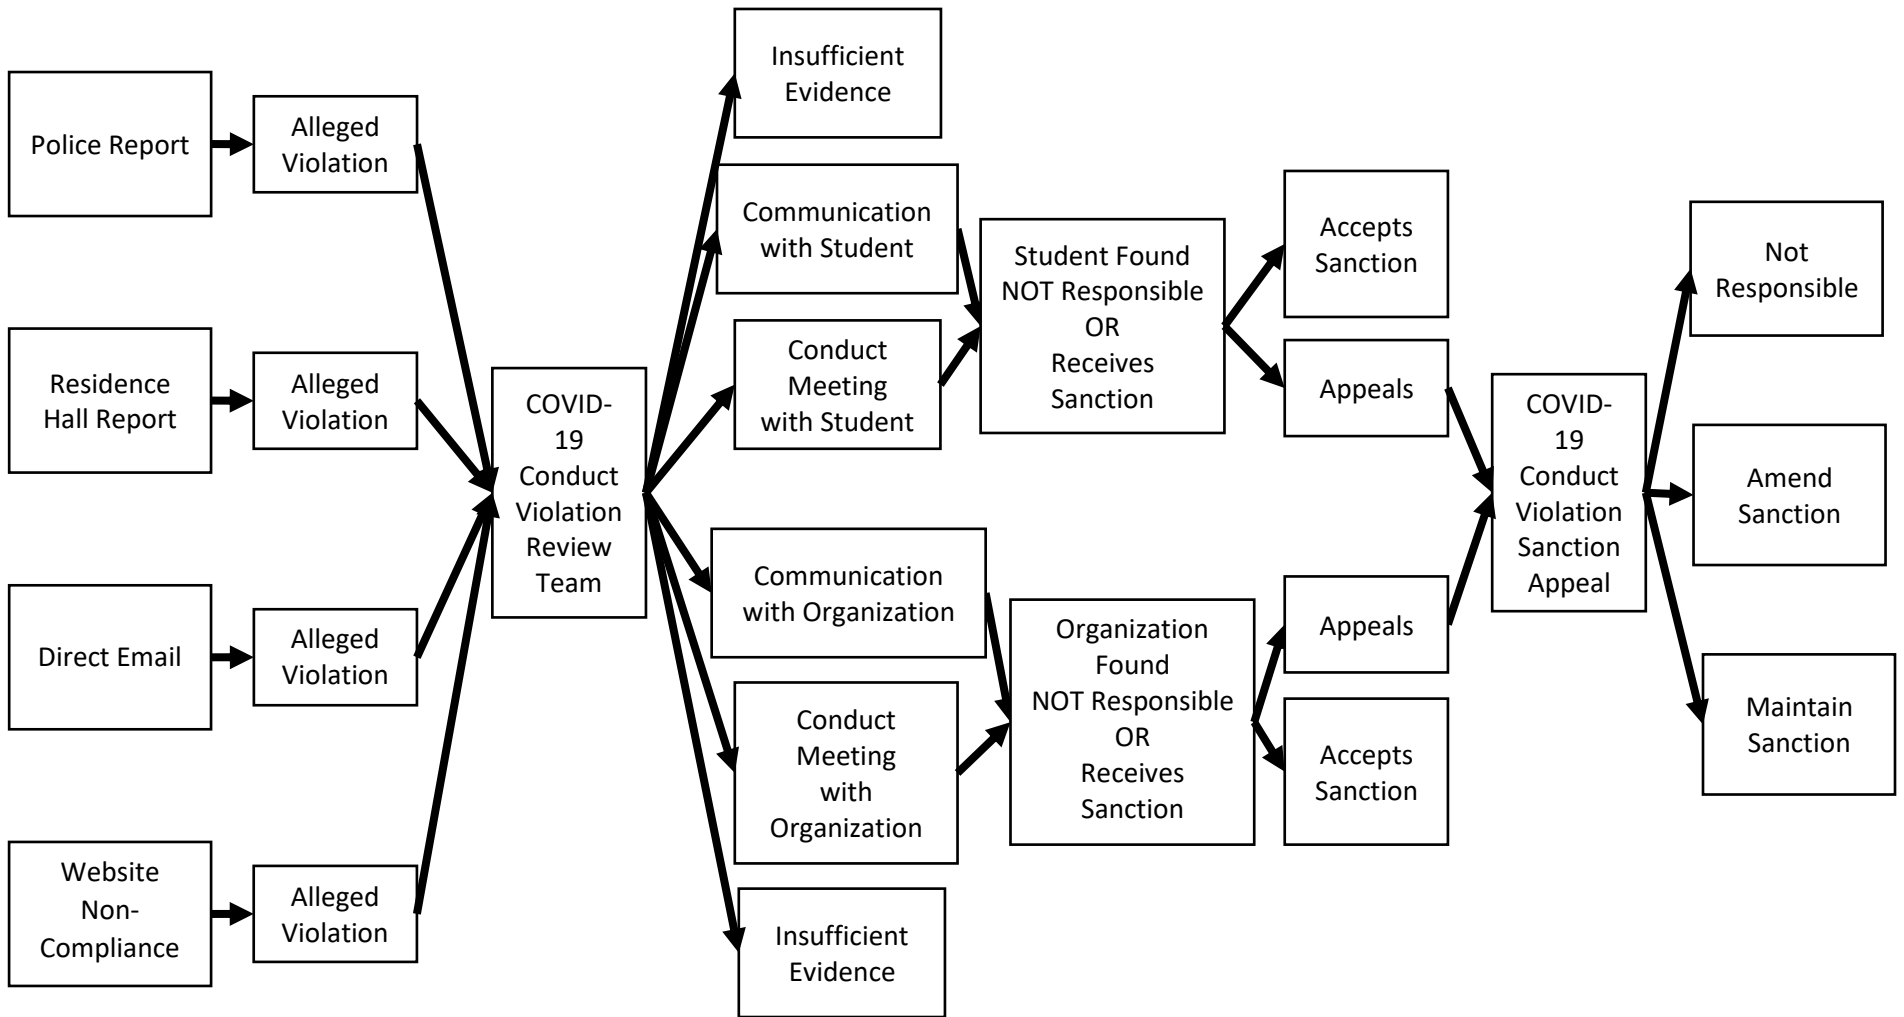 Police Report
Alleged
Violation
Residence
Hall Report
Alleged
Violation
Direct Email
Alleged
Violation
Website
Non-
Compliance
Alleged
Violation
COVID-
19
Conduct
Violation
Review
Team
Insufficient
Evidence
Communication
with Student
Conduct
Meeting
with Student
Communication
with Organization
Conduct
Meeting
with
Organization
Insufficient
Evidence
Student Found
NOT Responsible
OR
Receives
Sanction
Organization
Found
NOT Responsible
OR
Receives
Sanction
Accepts
Sanction
Appeals
Appeals
Accepts
Sanction
COVID-
19
Conduct
Violation
Sanction
Appeal
Not
Responsible
Amend
Sanction
Maintain
Sanction